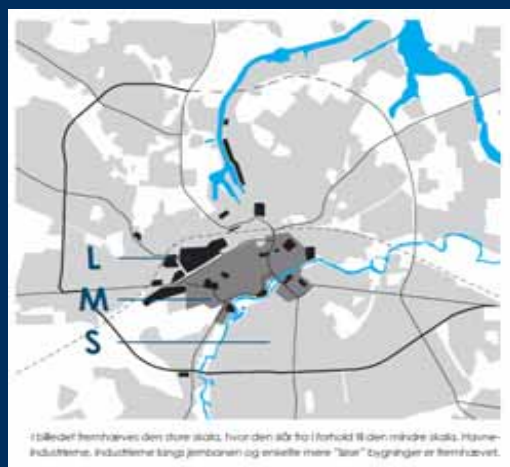 L
M
S
I billedet fremhæves den store skala, hvor den slår fra i forhold til den mindre skala. Havne-
industrierne, industrierne langs jernbanen og enkelte mere "løse" bygninger er fremhævet.